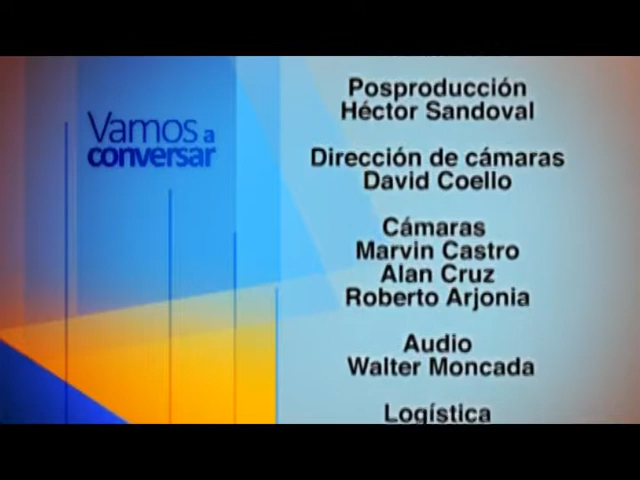 Vamos a
conversar
Posproducción
Héctor Sandoval
Dirección de cámaras
David Coello
Cámaras
Marvin Castro
Alan Cruz
Roberto Arjonia
Audio
Walter Moncada
Logística